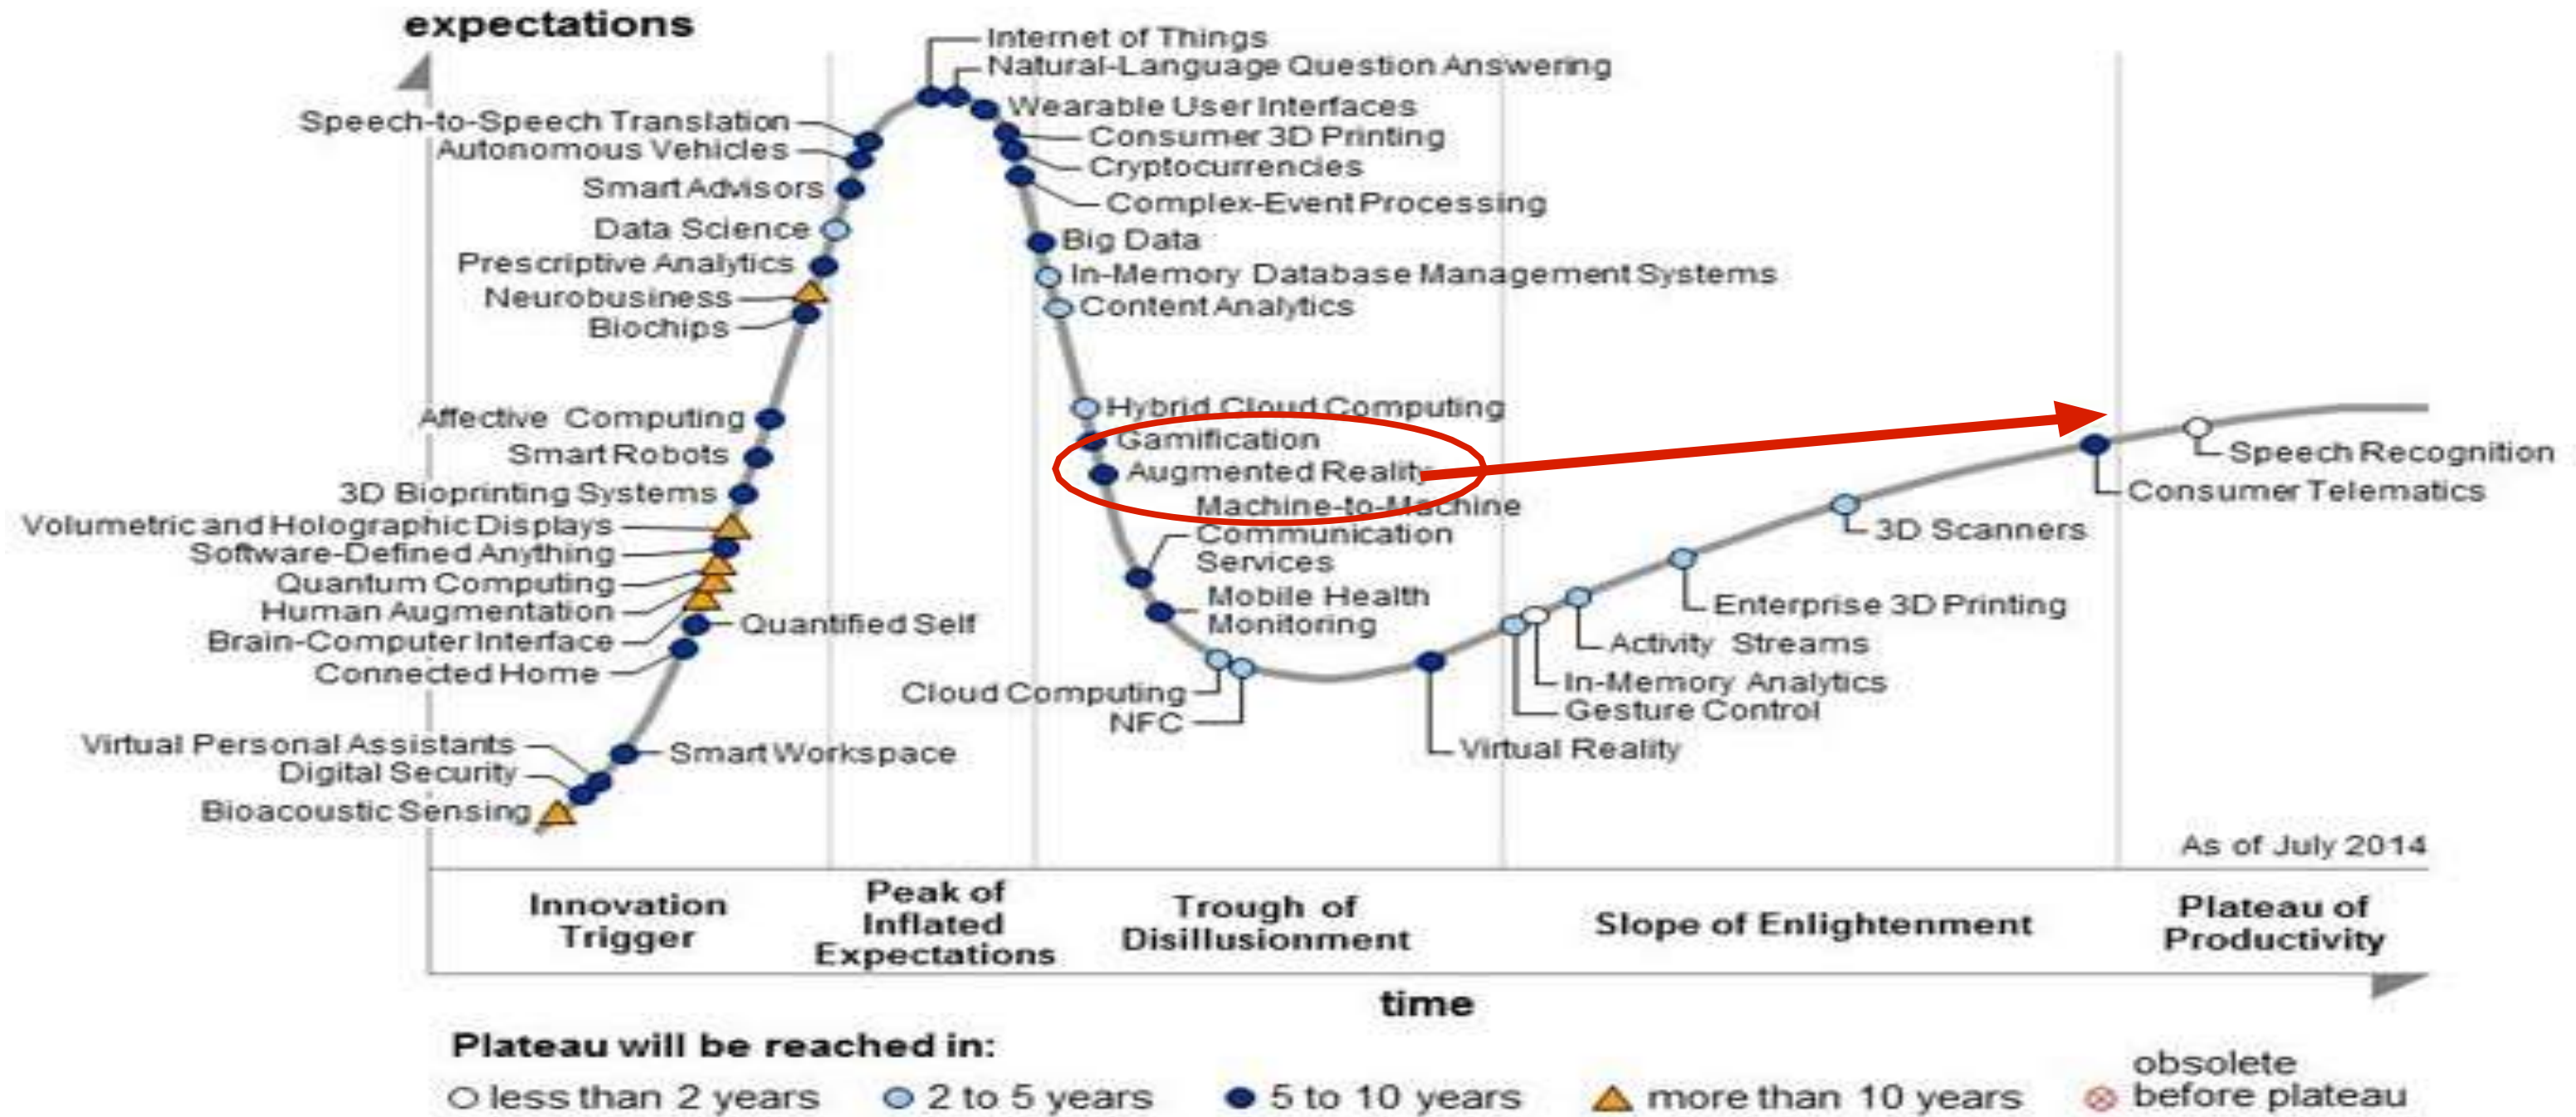 expectations
Internet of Things
Natural-Language Question Answering
Wearable User Interfaces
Consumer 3D Printing
Cryptocurrencies
Complex-Event Processing
Speech-to-Speech Translation
Autonomous Vehicles
Smart Advisors
Data Science
Prescriptive Analytics
Neurobusiness
Biochips
Big Data
In-Memory Database Management Systems
Content Analytics
Affective Computing
Smart Robots
3D Bioprinting Systems
Volumetric and Holographic Displays
Software-Defined Anything
Quantum Computing
Human Augmentation
Brain-Computer Interface
Connected Home
Quantified Self
Virtual Personal Assistants
Digital Security
Bioacoustic Sensing
Smart Workspace
Hybrid Cloud Computing
Gamification
Augmented Reality
Machine-to-Machine
Communication
Services
Mobile Health
Monitoring
Cloud Computing
NFC
Virtual Reality
Speech Recognition
Consumer Telematics
3D Scanners
Enterprise 3D Printing
Activity Streams
In-Memory Analytics
Gesture Control
As of July 2014
Innovation
Trigger
Peak of
Inflated
Expectations
Trough of
Disillusionment
Slope of Enlightenment
Plateau of
Productivity
time
Plateau will be reached in:
less than 2 years
2 to 5 years
5 to 10 years
more than 10 years
obsolete
before plateau